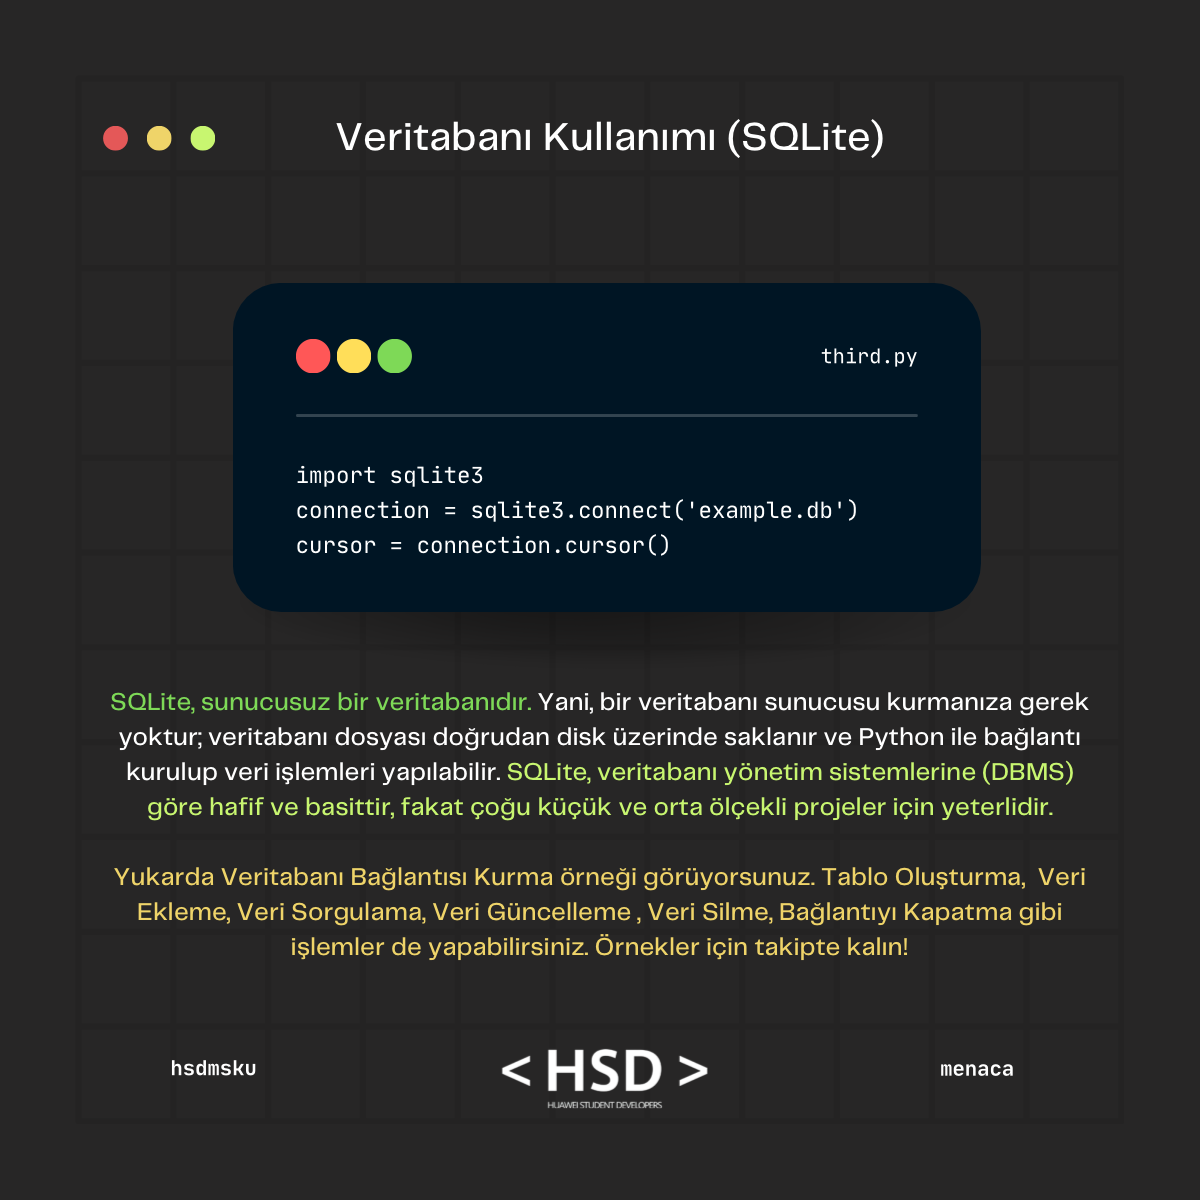 Veritabanı Kullanımı (SQLite)
third.py
import sqlite3
connection = sqlite3.connect('example.db')
cursor = connection.cursor()
SQLite, sunucusuz bir veritabanıdır. Yani, bir veritabanı sunucusu kurmanıza gerek
yoktur; veritabanı dosyası doğrudan disk üzerinde saklanır ve Python ile bağlantı
kurulup veri işlemleri yapılabilir. SQLite, veritabanı yönetim sistemlerine (DBMS)
göre hafif ve basittir, fakat çoğu küçük ve orta ölçekli projeler için yeterlidir.
Yukarda Veritabanı Bağlantısı Kurma örneği görüyorsunuz. Tablo Oluşturma,  Veri
Ekleme, Veri Sorgulama, Veri Güncelleme , Veri Silme, Bağlantıyı Kapatma gibi
işlemler de yapabilirsiniz. Örnekler için takipte kalın!
hsdmsku
< HSD >
HUAWEI STUDENT DEVELOPERS
menaca